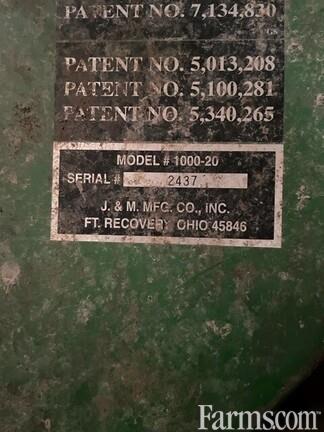 PATENT NO. 7,134,830
PATENT NO. 5,013,208
PATENT NO. 5,100,281
PATENT NO. 5,340,265
MODEL # 1000-20
SERIAL # 2437
J. & M. MFG. CO., INC.
FT. RECOVERY OHIO 45846
Farms.com